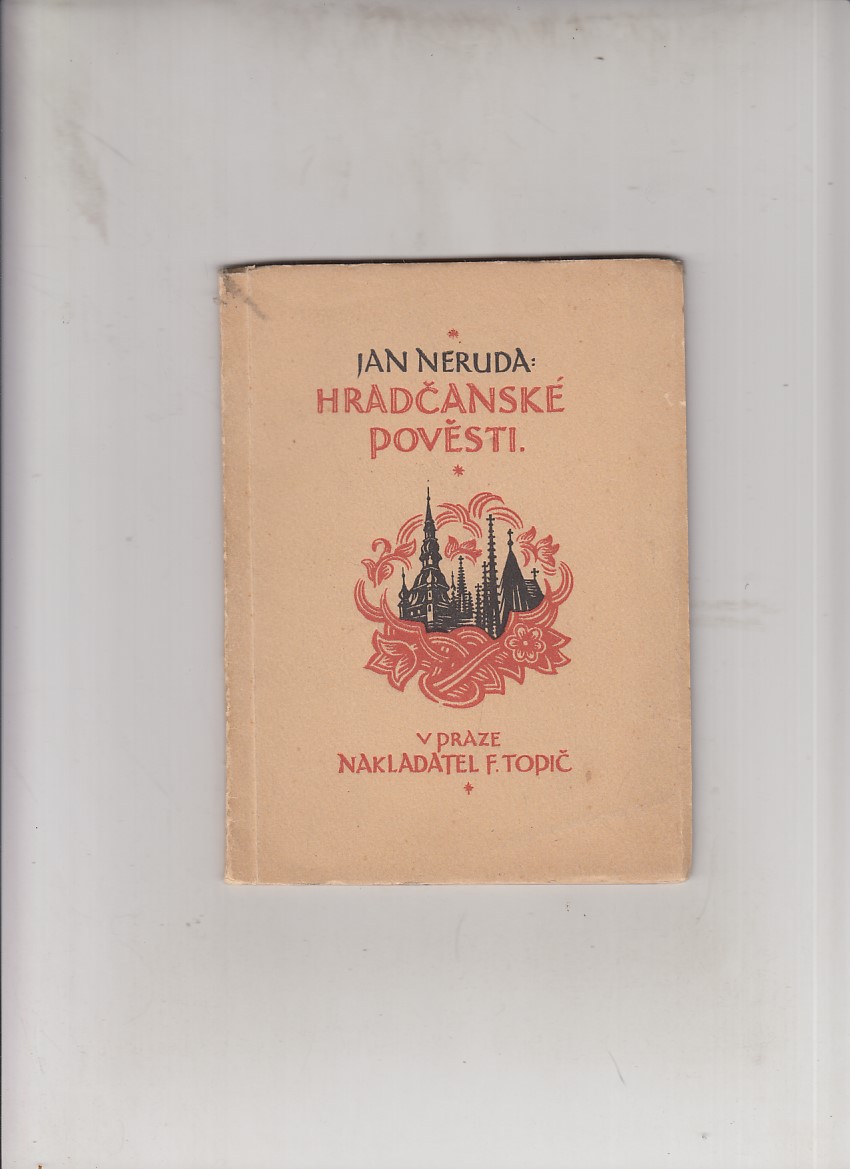 JAN NERUDA:
HRADČANSKÉ
POVĚSTI.
V PRAZE
NAKLADATEL F. TOPIČ